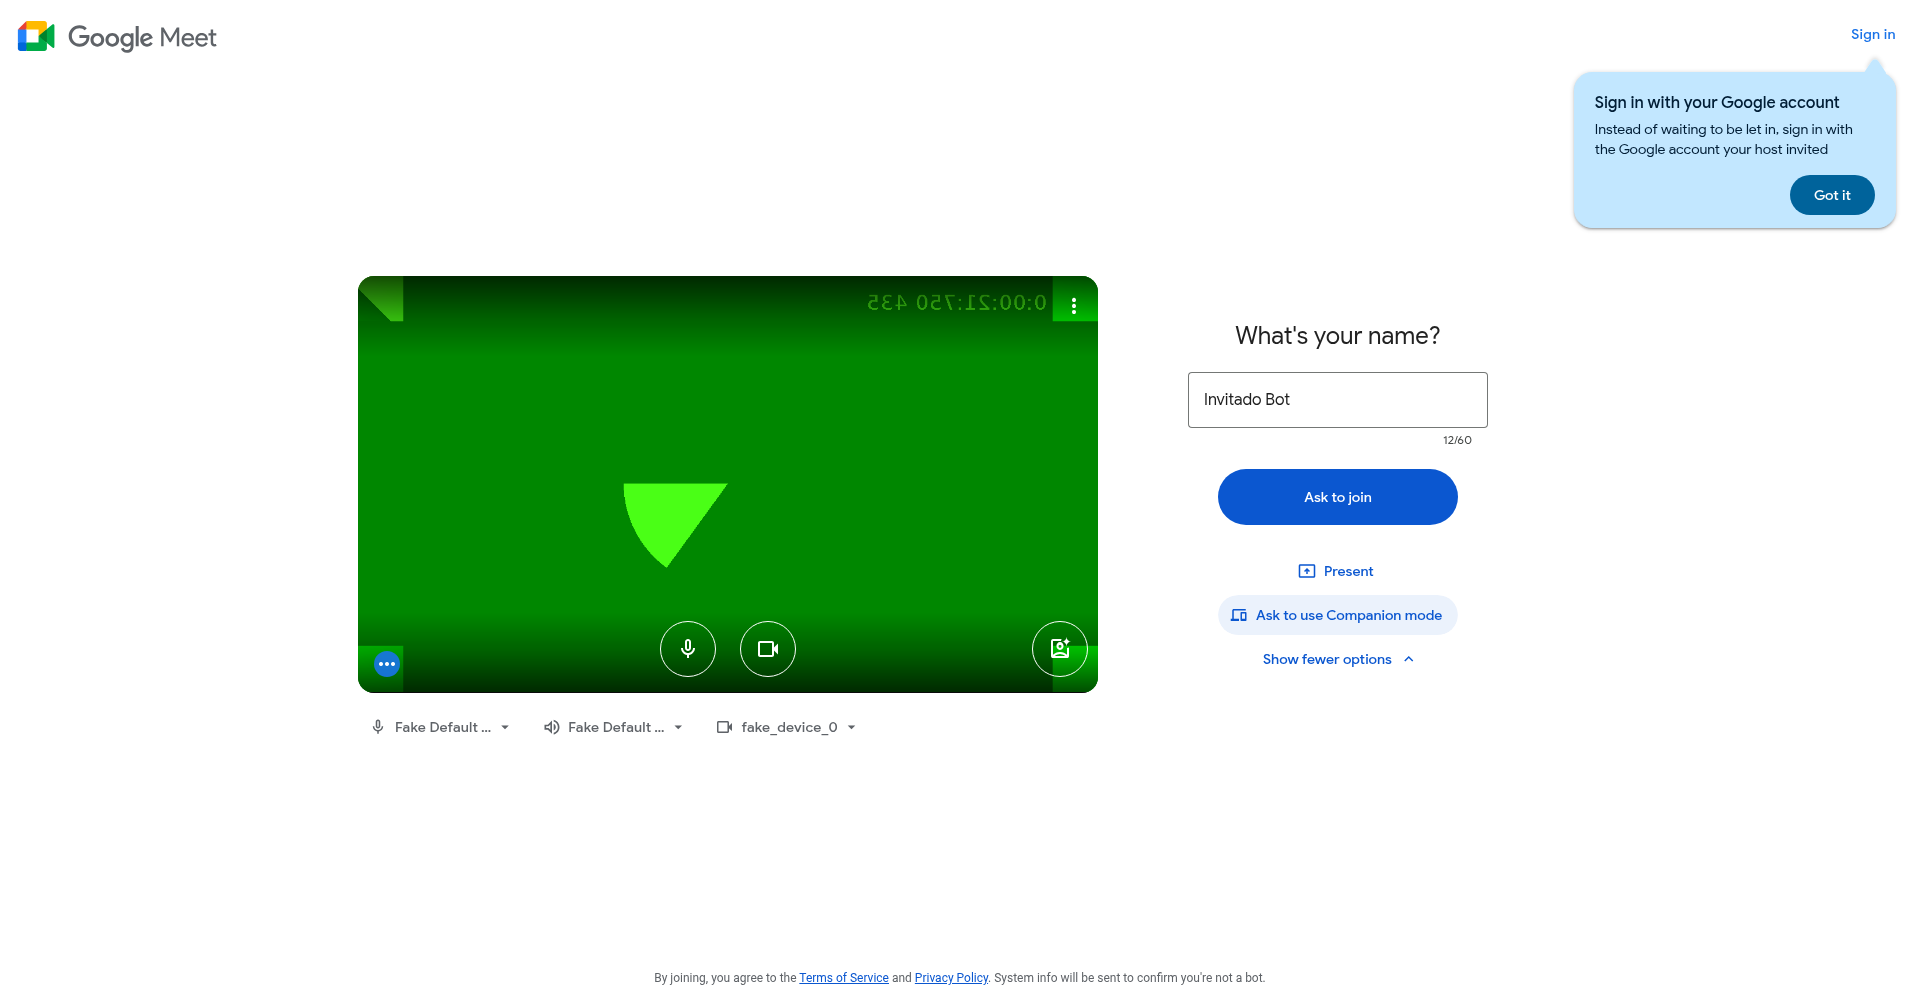 Google Meet
Sign in
Sign in with your Google account
Instead of waiting to be let in, sign in with
the Google account your host invited
Got it
0:00:21:750 435
What's your name?
Invitado Bot
12/60
Ask to join
Present
Ask to use Companion mode
Show fewer options
Fake Default ...
Fake Default ...
fake_device_0
By joining, you agree to the Terms of Service and Privacy Policy. System info will be sent to confirm you're not a bot.